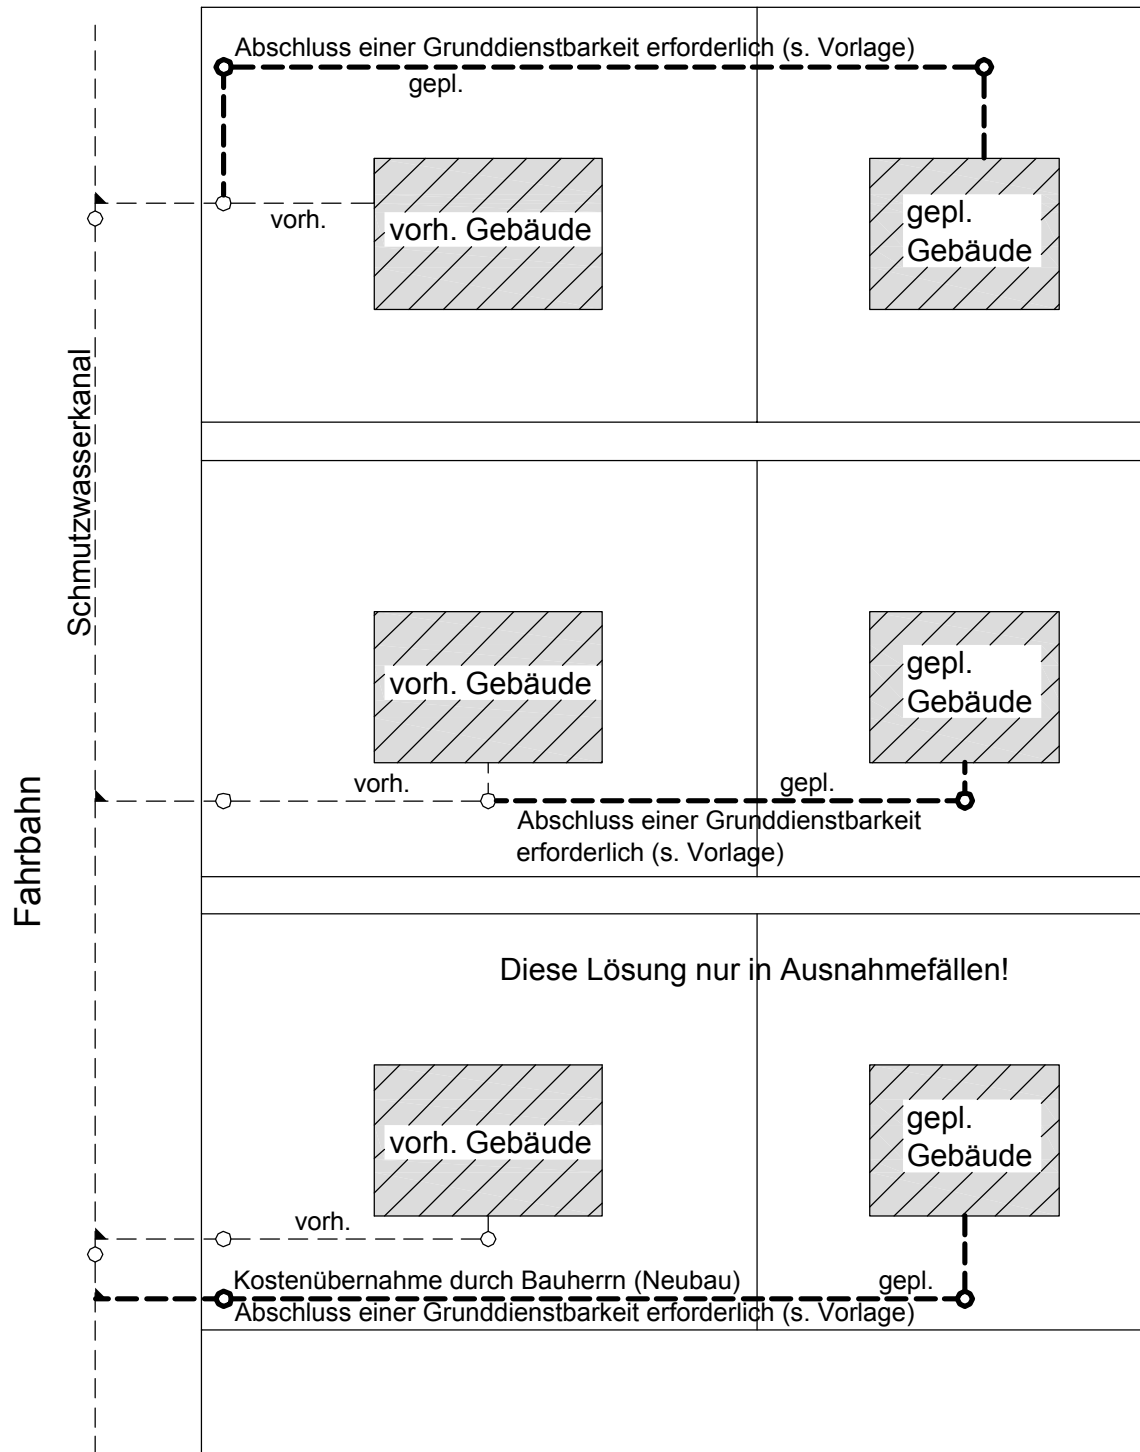 Abschluss einer Grunddienstbarkeit erforderlich (s. Vorlage)
gepl.
vorh.
vorh. Gebäude
gepl.
Gebäude
Schmutzwasserkanal
Fahrbahn
vorh. Gebäude
gepl.
Gebäude
vorh.
gepl.
Abschluss einer Grunddienstbarkeit
erforderlich (s. Vorlage)
Diese Lösung nur in Ausnahmefällen!
vorh. Gebäude
gepl.
Gebäude
vorh.
Kostenübernahme durch Bauherrn (Neubau)
gepl.
Abschluss einer Grunddienstbarkeit erforderlich (s. Vorlage)